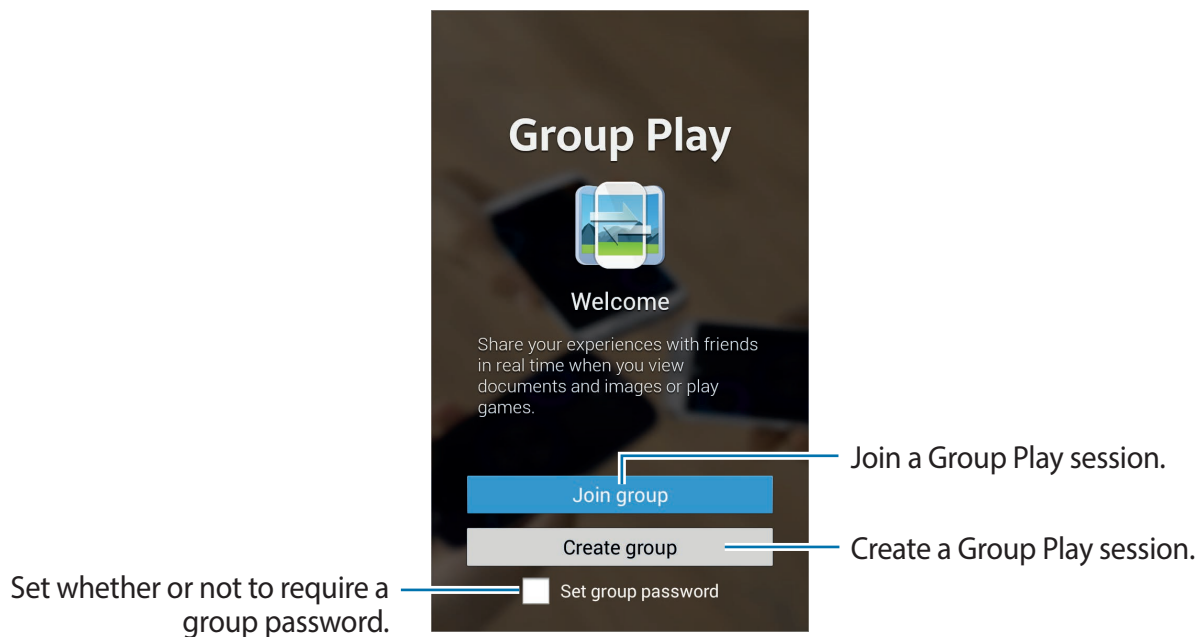 Group Play
Welcome
Share your experiences with friends
in real time when you view
documents and images or play
games.
Join a Group Play session.
Join group
Create group
Create a Group Play session.
Set whether or not to require a
group password.
Set group password